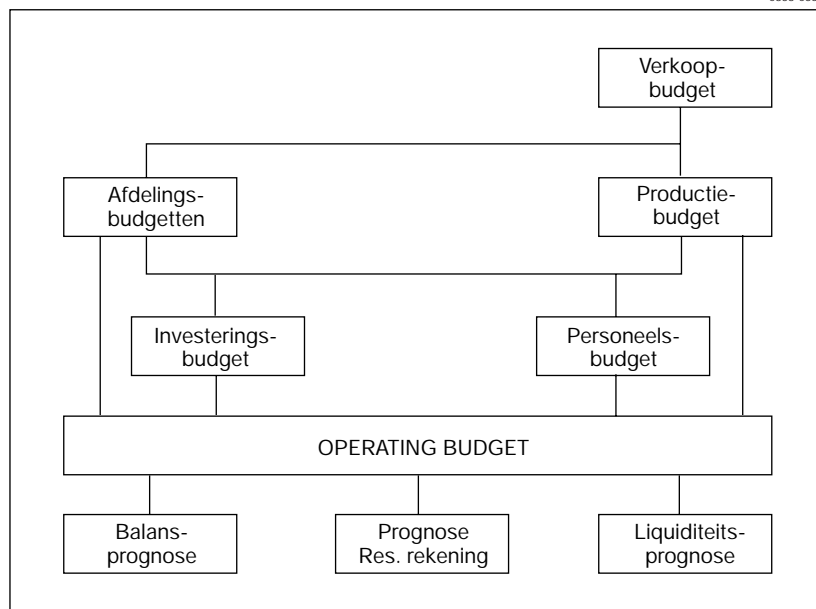 Verkoop-
budget
Afdelings-
budgetten
Productie-
budget
Investerings-
budget
Personeels-
budget
OPERATING BUDGET
Balans-
prognose
Prognose
Res. rekening
Liquiditeits-
prognose